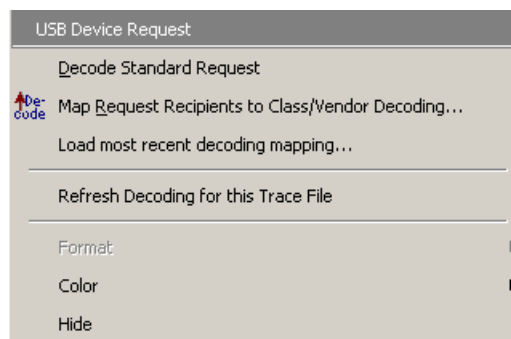 USB Device Request
Decode Standard Request
De-
code
Map Request Recipients to Class/Vendor Decoding...
Load most recent decoding mapping...
Refresh Decoding for this Trace File
Format
Color
Hide